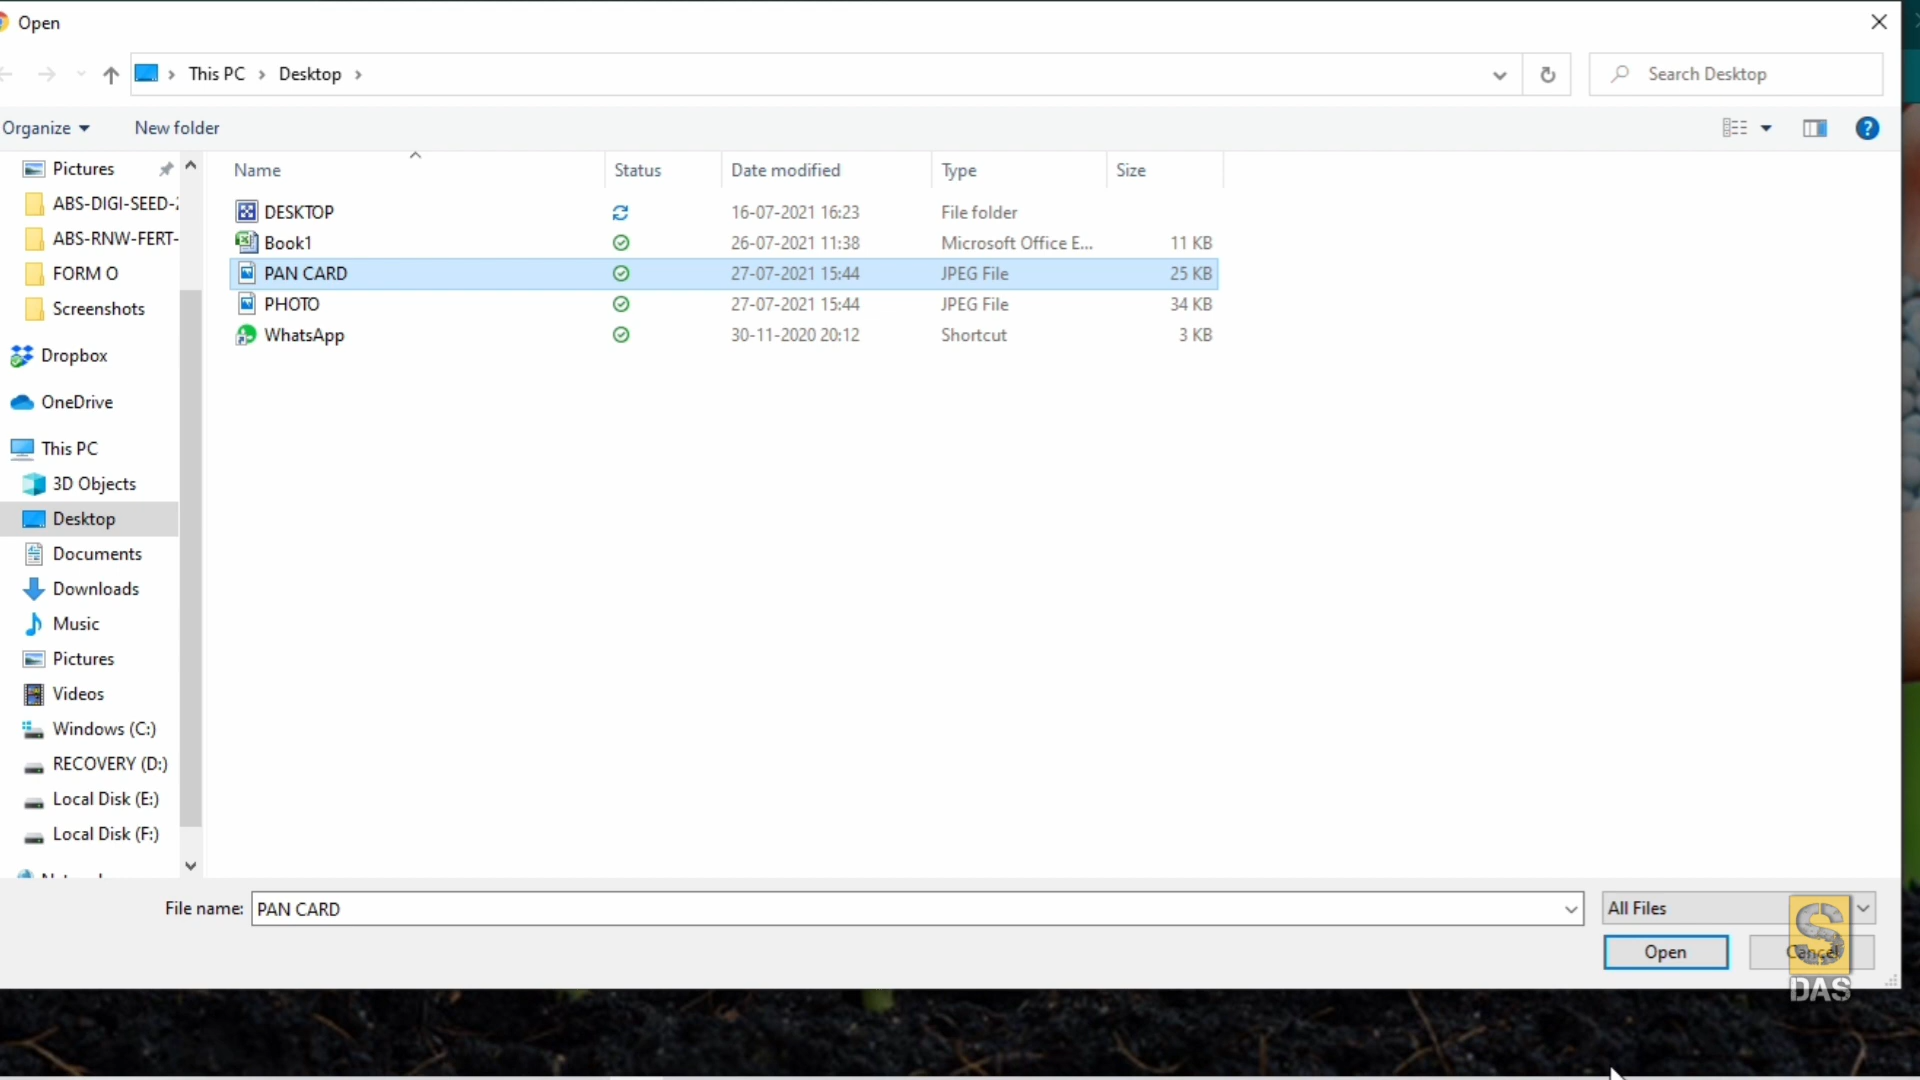 Open
This PC > Desktop >
Search Desktop
Organize
New folder
Name Status Date modified Type Size
DESKTOP 16-07-2021 16:23 File folder
Book1 26-07-2021 11:38 Microsoft Office E... 11 KB
PAN CARD 27-07-2021 15:44 JPEG File 25 KB
PHOTO 27-07-2021 15:44 JPEG File 34 KB
WhatsApp 30-11-2020 20:12 Shortcut 3 KB
Pictures
ABS-DIGI-SEED-
ABS-RNW-FERT-
FORM O
Screenshots
Dropbox
OneDrive
This PC
3D Objects
Desktop
Documents
Downloads
Music
Pictures
Videos
Windows (C:)
RECOVERY (D:)
Local Disk (E:)
Local Disk (F:)
File name: PAN CARD
All Files
Open
Cancel
S
DAS